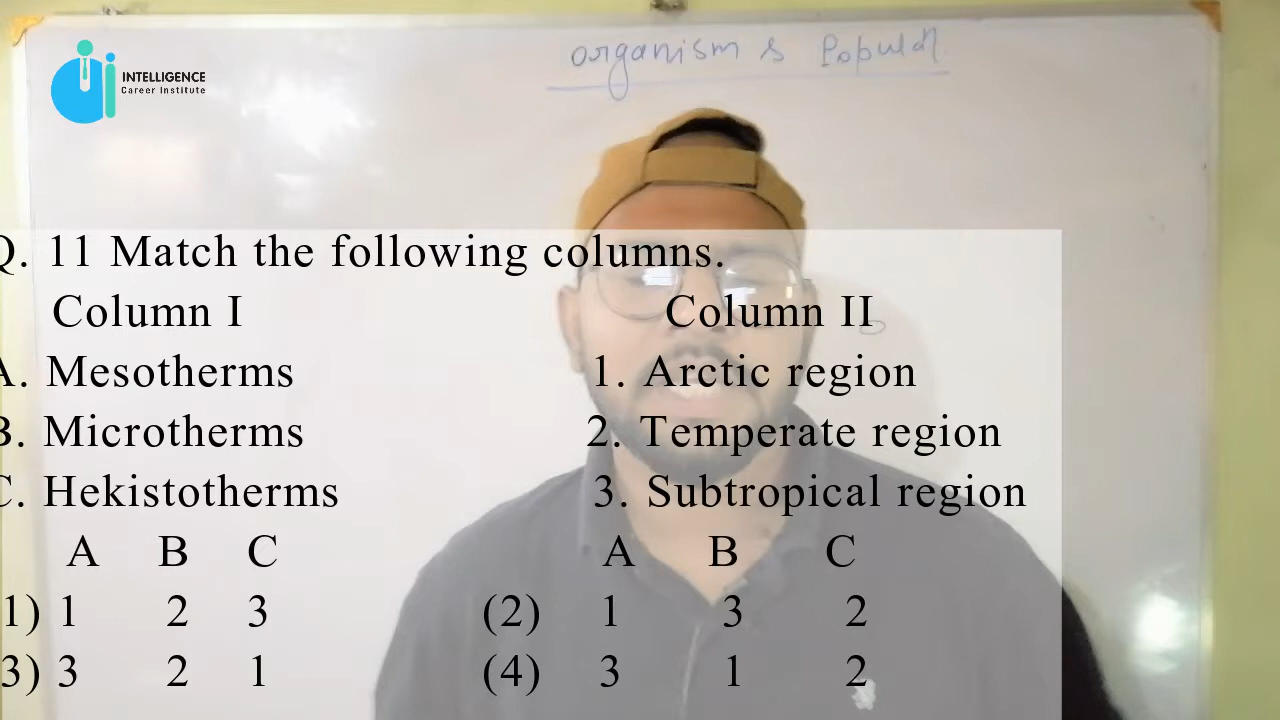 organism & Populn
INTELLIGENCE
Career Institute
Q. 11 Match the following columns.
Column I Column II
A. Mesotherms 1. Arctic region
B. Microtherms 2. Temperate region
C. Hekistotherms 3. Subtropical region
A B C A B C
1) 1 2 3 (2) 1 3 2
3) 3 2 1 (4) 3 1 2